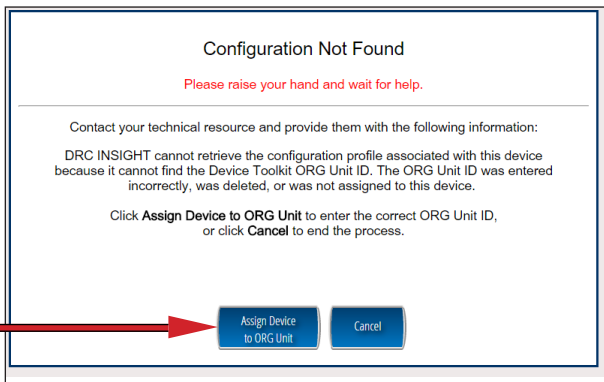 Configuration Not Found
Please raise your hand and wait for help.
Contact your technical resource and provide them with the following information:
DRC INSIGHT cannot retrieve the configuration profile associated with this device
because it cannot find the Device Toolkit ORG Unit ID. The ORG Unit ID was entered
incorrectly, was deleted, or was not assigned to this device.
Click Assign Device to ORG Unit to enter the correct ORG Unit ID,
or click Cancel to end the process.
Assign Device
to ORG Unit
Cancel